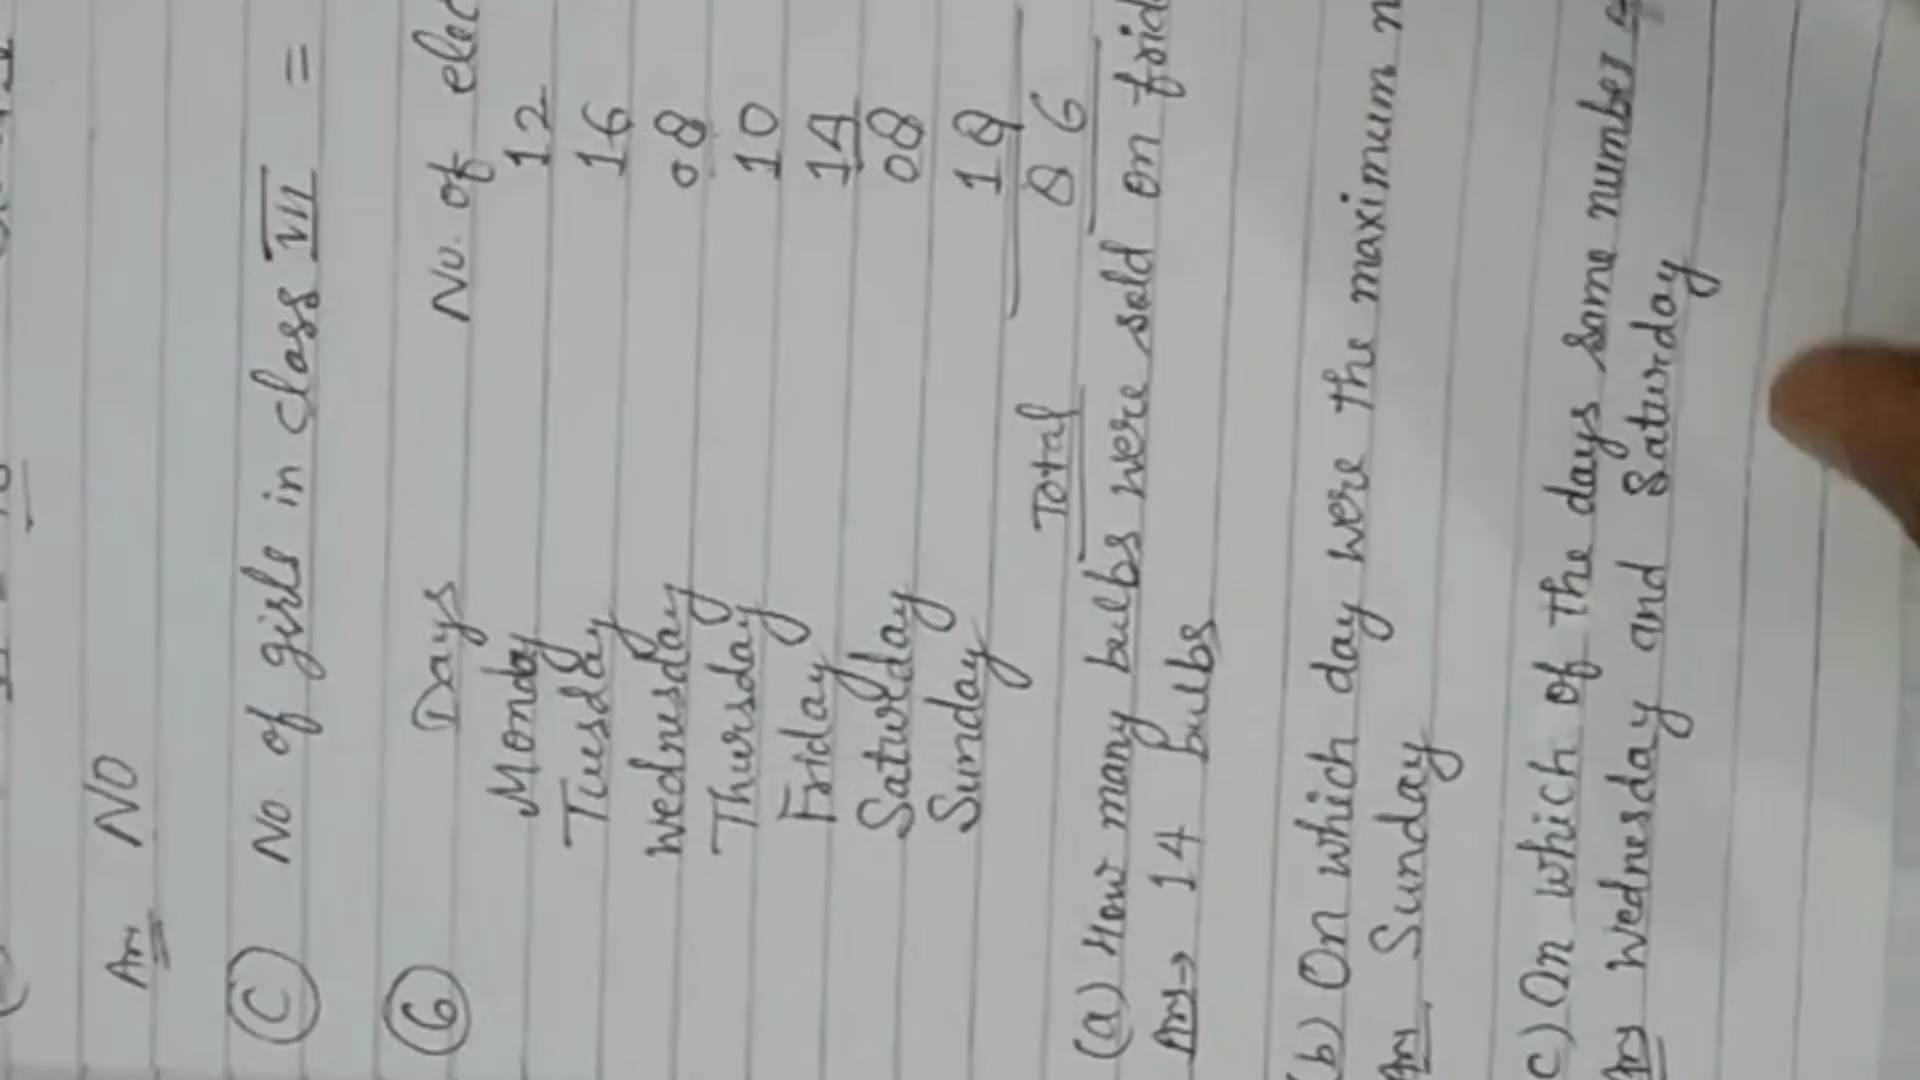 Ans NO
(C) No. of girls in class VII =
(6) Days No. of elec
Monday 12
Tuesday 16
Wednesday 08
Thursday 10
Friday 14
Saturday 08
Sunday 18
Total 86
(a) How many bulbs were sold on frid
Ans→ 14 bulbs
(b) On which day were the maximum n
Ans Sunday
(c) On which of the days same number of
Ans Wednesday and Saturday